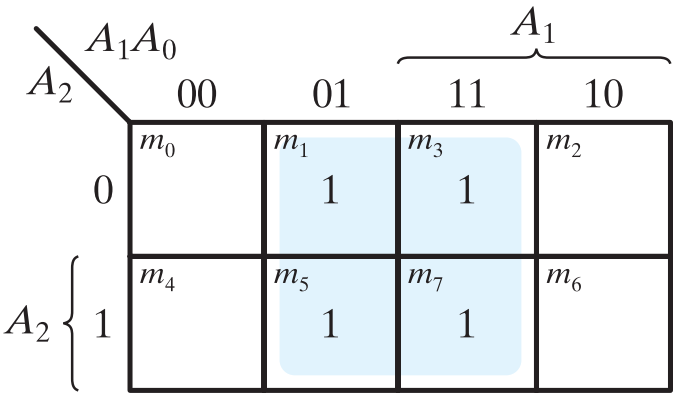 A₁
A₁A₀
A₂
00 01 11 10
m₀ m₁ m₃ m₂
0 1 1
m₄ m₅ m₇ m₆
A₂ 1 1 1